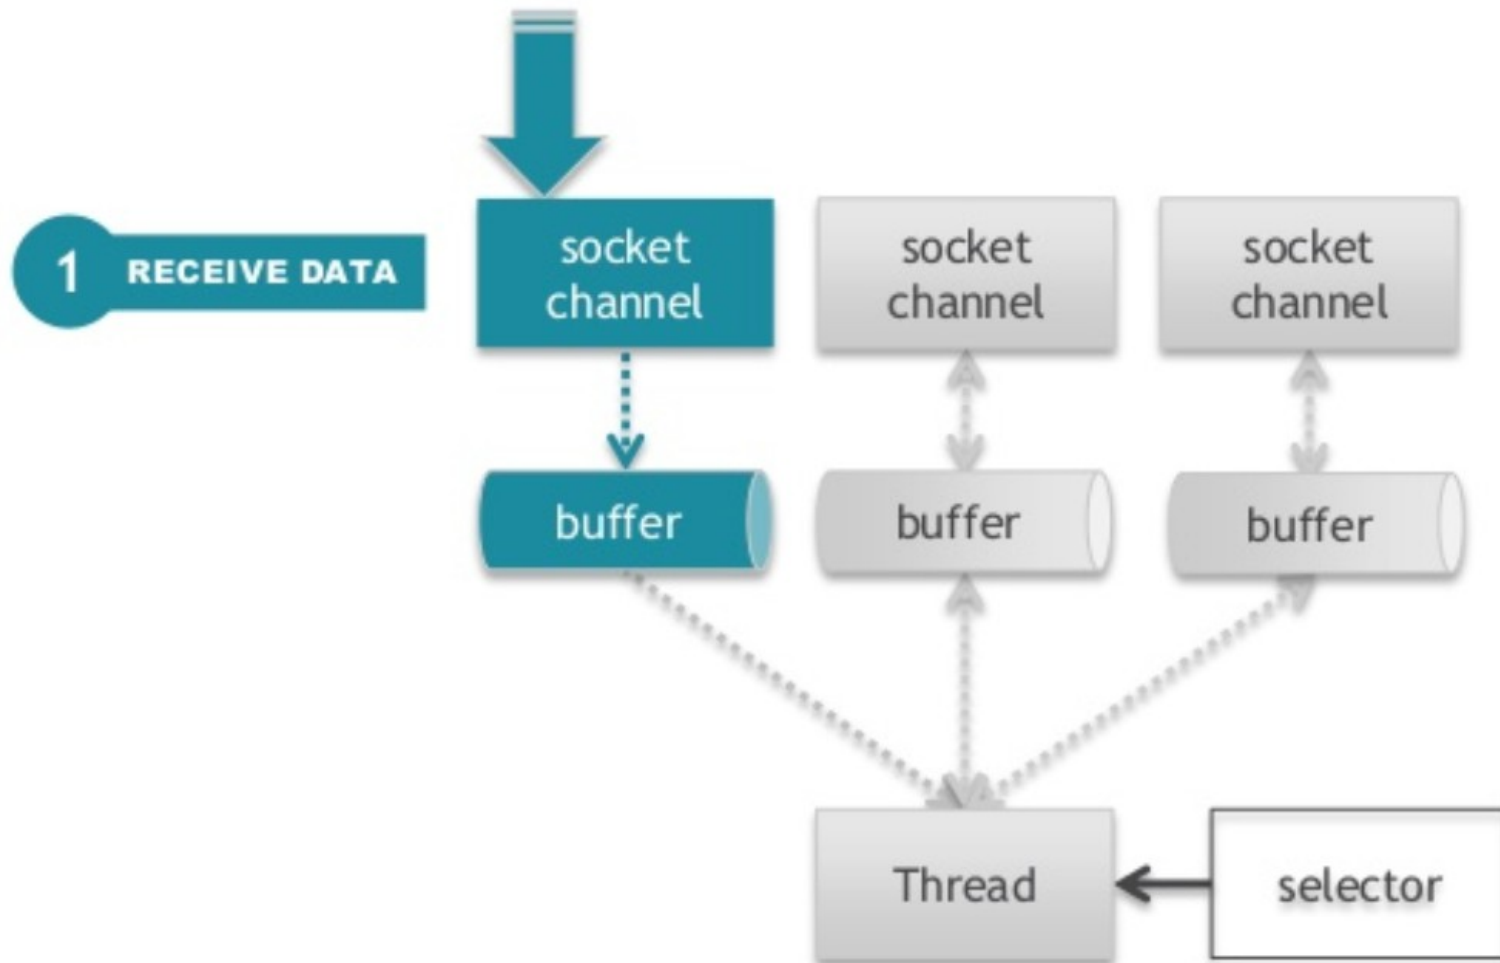 1 RECEIVE DATA
socket
channel
socket
channel
socket
channel
buffer
buffer
buffer
Thread
selector